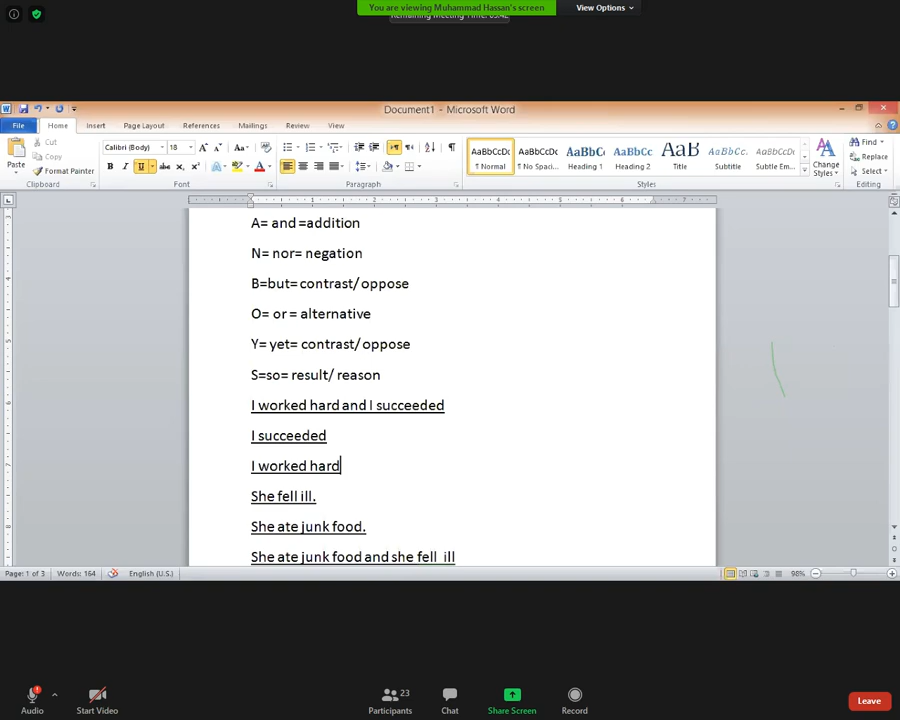 You are viewing Muhammad Hassan's screen View Options
Document1 - Microsoft Word
File Home Insert Page Layout References Mailings Review View
Paste Cut Copy Format Painter
Calibri (Body) 18
AaBbCcDc AaBbCcDc AaBbC AaBbCc AaB AaBbCc. AaBbCcDc
¶ Normal ¶ No Spaci... Heading 1 Heading 2 Title Subtitle Subtle Em...
Change Styles
Find Replace Select
Clipboard Font Paragraph Styles Editing
A= and =addition
N= nor= negation
B=but= contrast/ oppose
O= or = alternative
Y= yet= contrast/ oppose
S=so= result/ reason
I worked hard and I succeeded
I succeeded
I worked hard
She fell ill.
She ate junk food.
She ate junk food and she fell ill
Page: 1 of 3 Words: 164 English (U.S.) 98%
Audio Start Video Participants 23 Chat Share Screen Record Leave